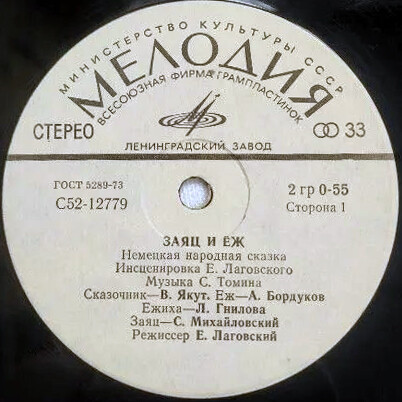 МИНИСТЕРСТВО КУЛЬТУРЫ СССР
МЕЛОДИЯ
ВСЕСОЮЗНАЯ ФИРМА ГРАМПЛАСТИНОК
СТЕРЕО
33
ЛЕНИНГРАДСКИЙ ЗАВОД
ГОСТ 5289-73
2 гр 0-55
С52-12779
Сторона 1
ЗАЯЦ И ЕЖ
Немецкая народная сказка
Инсценировка Е. Лаговского
Музыка С. Томина
Сказочник—В. Якут. Еж—А. Бордуков
Ежиха—Л. Гнилова
Заяц—С. Михайловский
Режиссер Е. Лаговский